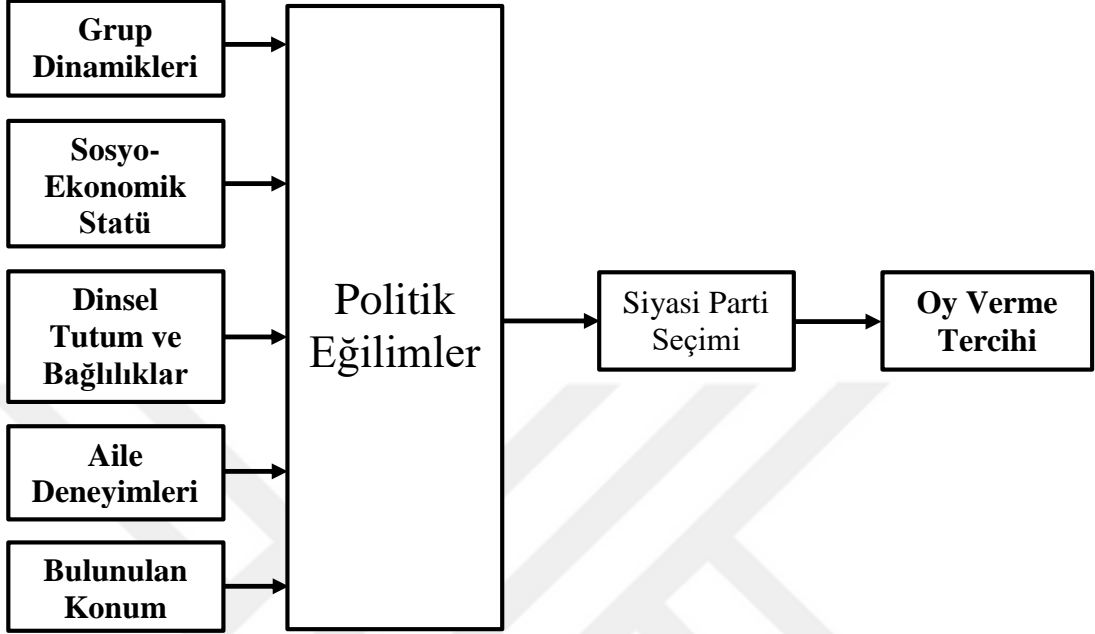 Grup
Dinamikleri
Sosyo-
Ekonomik
Statü
Dinsel
Tutum ve
Bağlılıklar
Aile
Deneyimleri
Bulunulan
Konum
Politik
Eğilimler
Siyasi Parti
Seçimi
Oy Verme
Tercihi